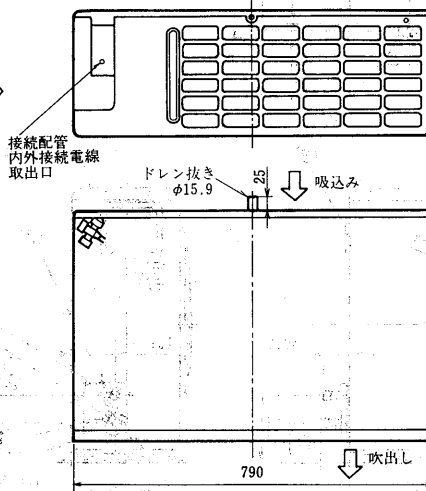 接続配管
内外接続電線
取出口
ドレン抜き
φ15.9
25
吸込み
吹出し
790